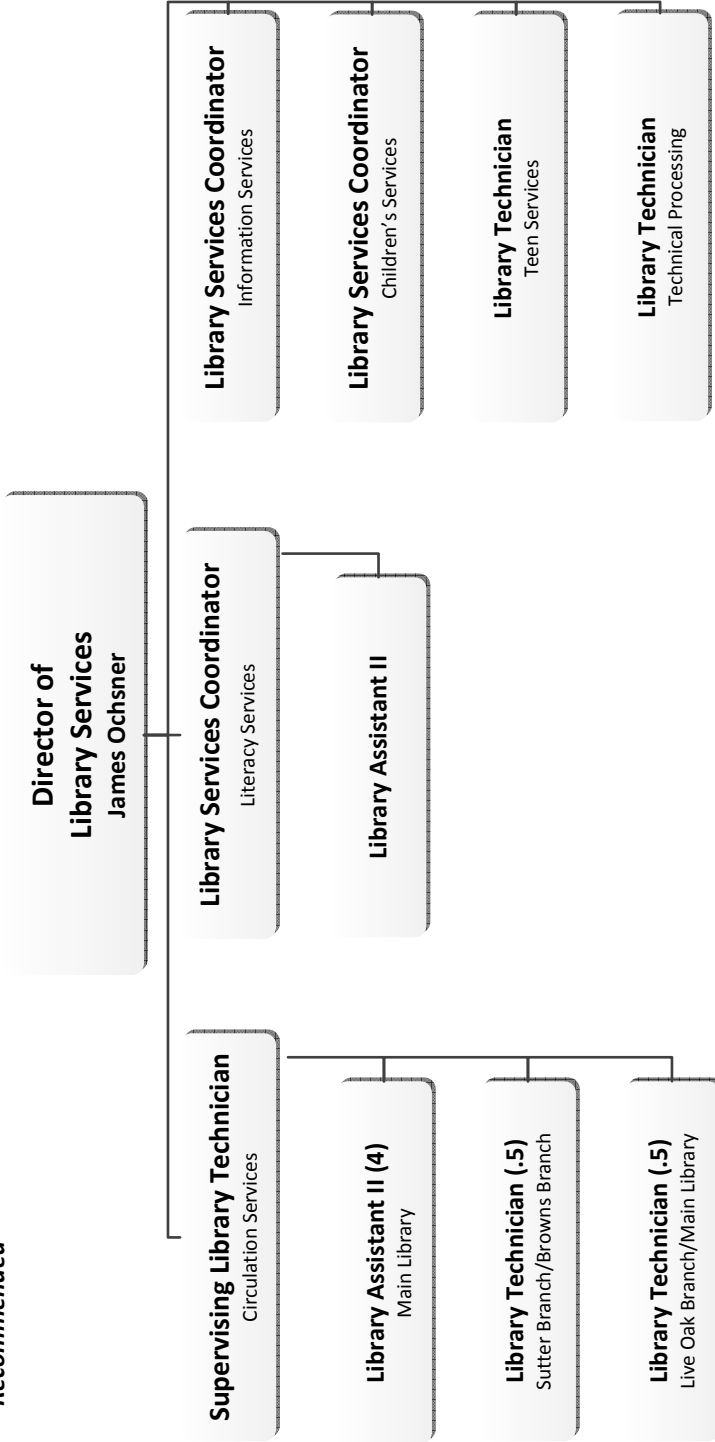 Recommended
Director of
Library Services
James Ochsner
Supervising Library Technician
Circulation Services
Library Assistant II (4)
Main Library
Library Technician (.5)
Sutter Branch/Browns Branch
Library Technician (.5)
Live Oak Branch/Main Library
Library Services Coordinator
Literacy Services
Library Assistant II
Library Services Coordinator
Information Services
Library Services Coordinator
Children’s Services
Library Technician
Teen Services
Library Technician
Technical Processing